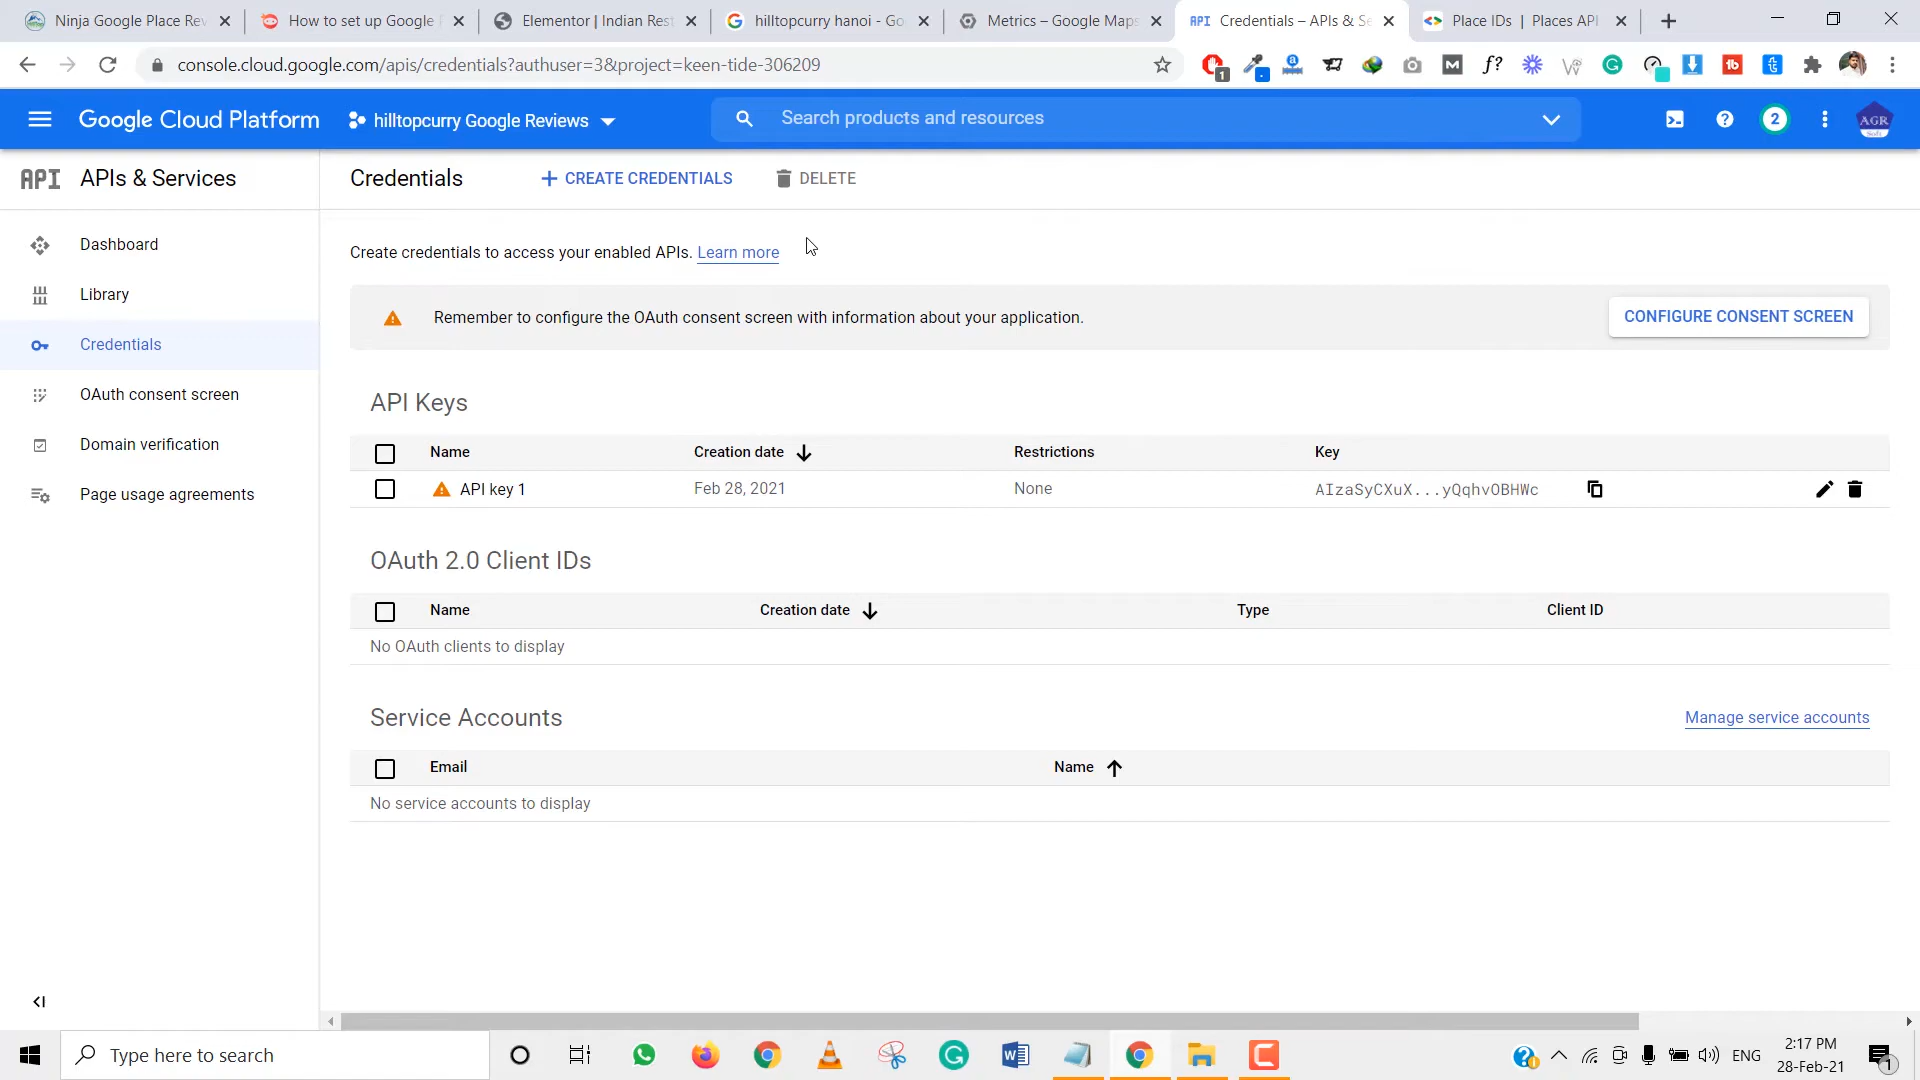 Ninja Google Place Rev
How to set up Google
Elementor | Indian Rest
hilltopcurry hanoi - Go
Metrics – Google Maps
API Credentials – APIs & Se
Place IDs | Places API
console.cloud.google.com/apis/credentials?authuser=3&project=keen-tide-306209
Google Cloud Platform
hilltopcurry Google Reviews
Search products and resources
2
AGR
API APIs & Services
Credentials
CREATE CREDENTIALS
DELETE
Dashboard
Library
Credentials
OAuth consent screen
Domain verification
Page usage agreements
Create credentials to access your enabled APIs. Learn more
Remember to configure the OAuth consent screen with information about your application.
CONFIGURE CONSENT SCREEN
API Keys
Name Creation date Restrictions Key
API key 1 Feb 28, 2021 None AIzaSyCXuX...yQqhvOBHWc
OAuth 2.0 Client IDs
Name Creation date Type Client ID
No OAuth clients to display
Service Accounts
Manage service accounts
Email Name
No service accounts to display
Type here to search
ENG
2:17 PM
28-Feb-21
1